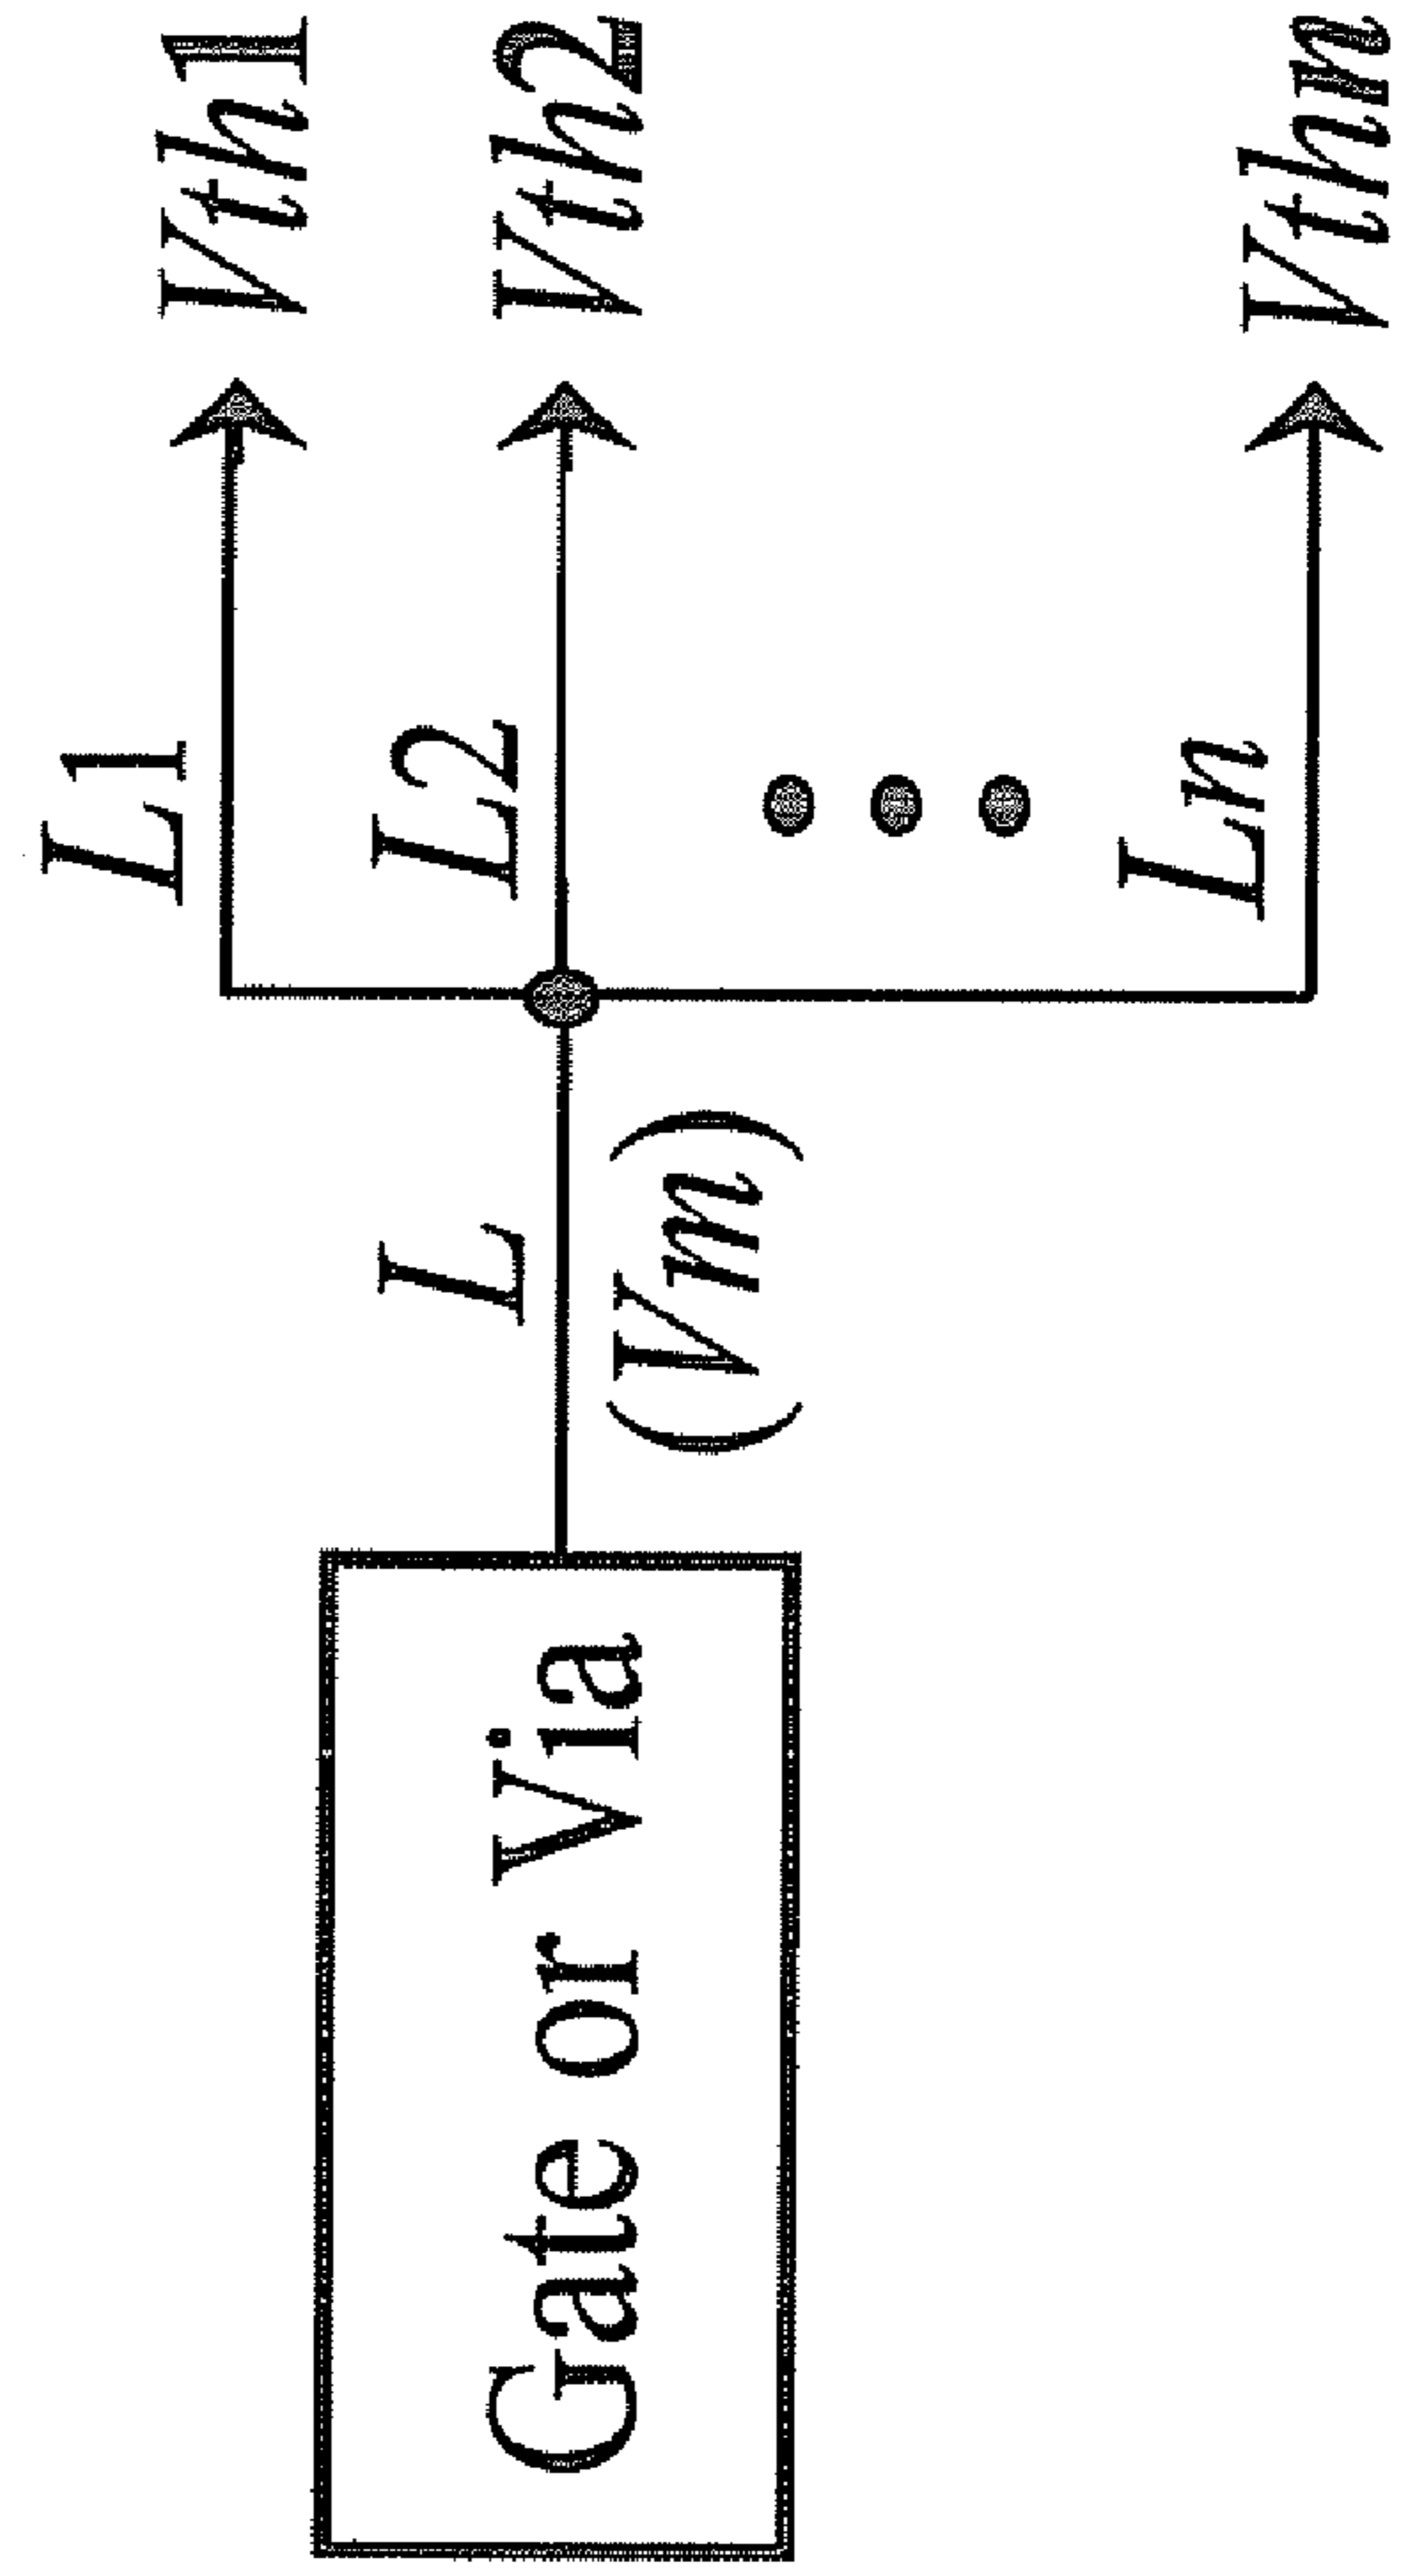 L1
Vth1
Gate or Via
L
L2
Vth2
(Vm)
Ln
Vthn